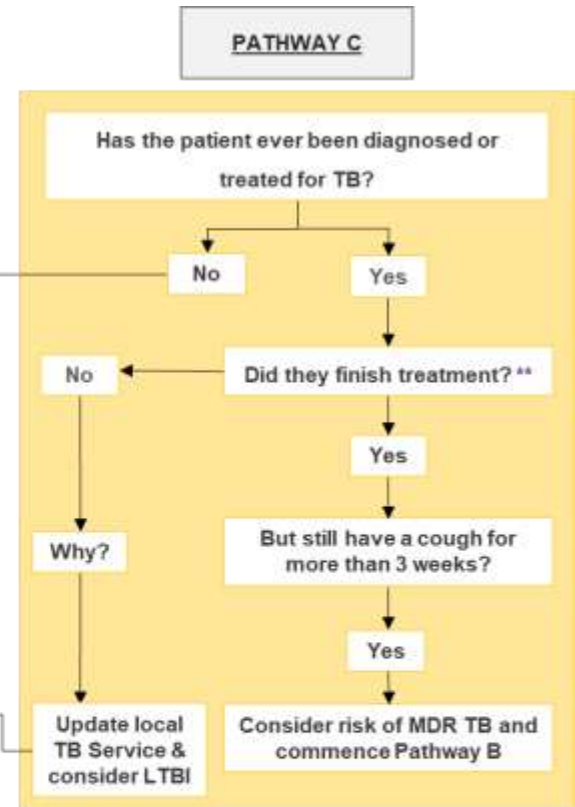 PATHWAY C
Has the patient ever been diagnosed or
treated for TB?
No
Yes
No
Did they finish treatment? **
Yes
Why?
But still have a cough for
more than 3 weeks?
Yes
Update local
TB Service &
consider LTBI
Consider risk of MDR TB and
commence Pathway B